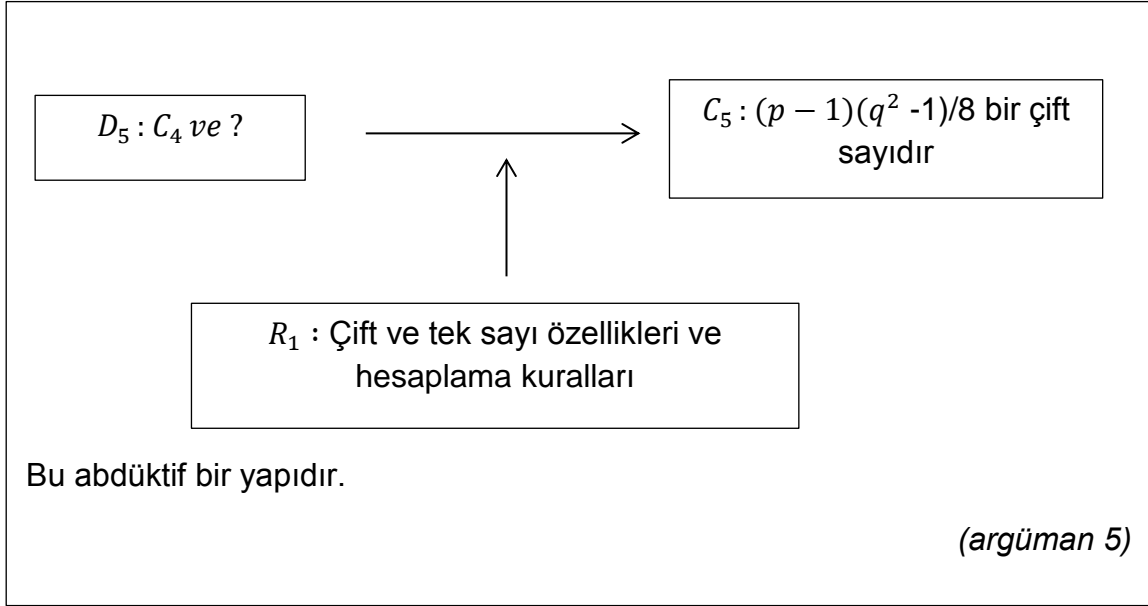 D₅ : C₄ ve ?
C₅ : (p − 1)(q² -1)/8 bir çift
sayıdır
R₁ : Çift ve tek sayı özellikleri ve
hesaplama kuralları
Bu abdüktif bir yapıdır.
(argüman 5)